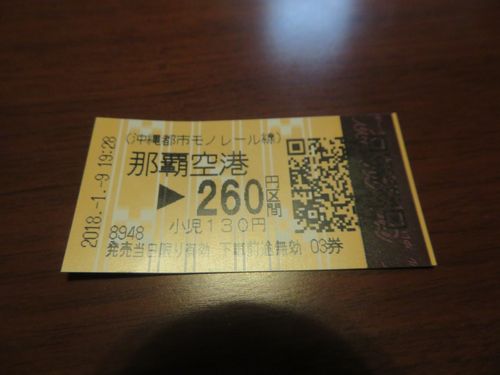 2018.-1.-9 19:28
(沖縄都市モノレール線)
那覇空港
▶260円区間
小児130円
8948
発売当日限り有効 下車前途無効 03券